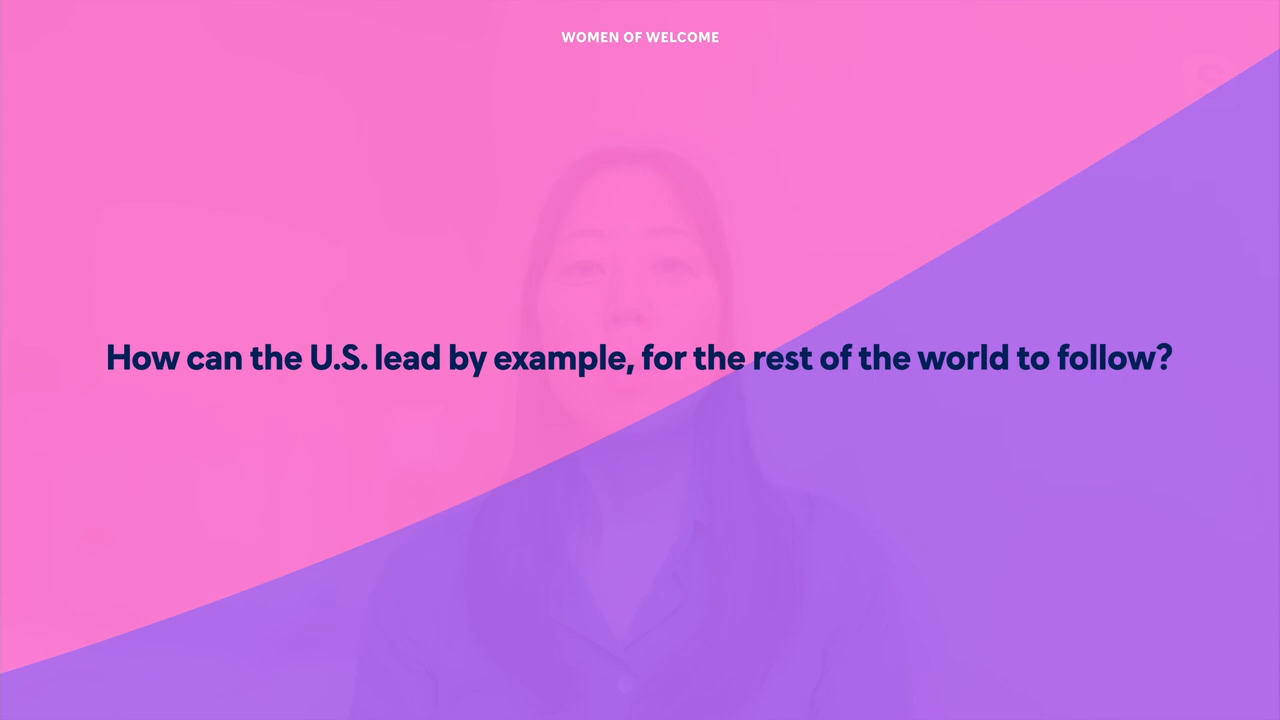 WOMEN OF WELCOME
How can the U.S. lead by example, for the rest of the world to follow?